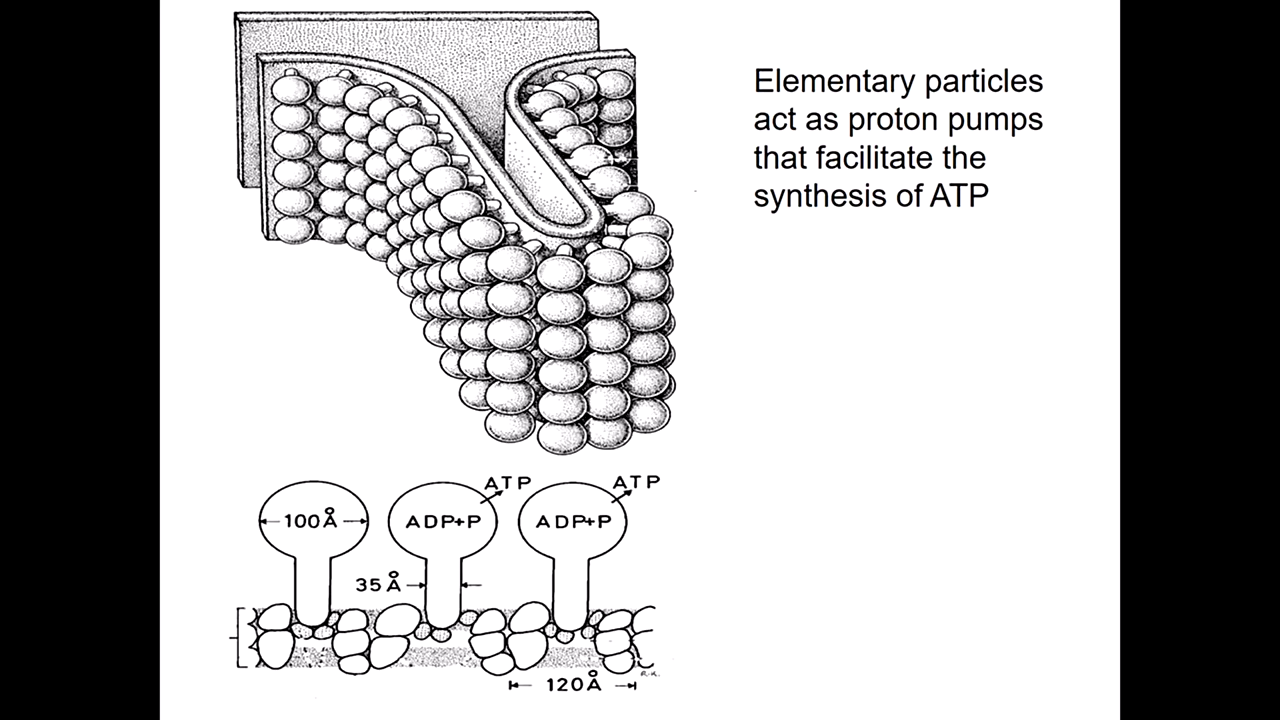 Elementary particles
act as proton pumps
that facilitate the
synthesis of ATP
ATP
ATP
100Å
ADP+P
ADP+P
35Å
120Å